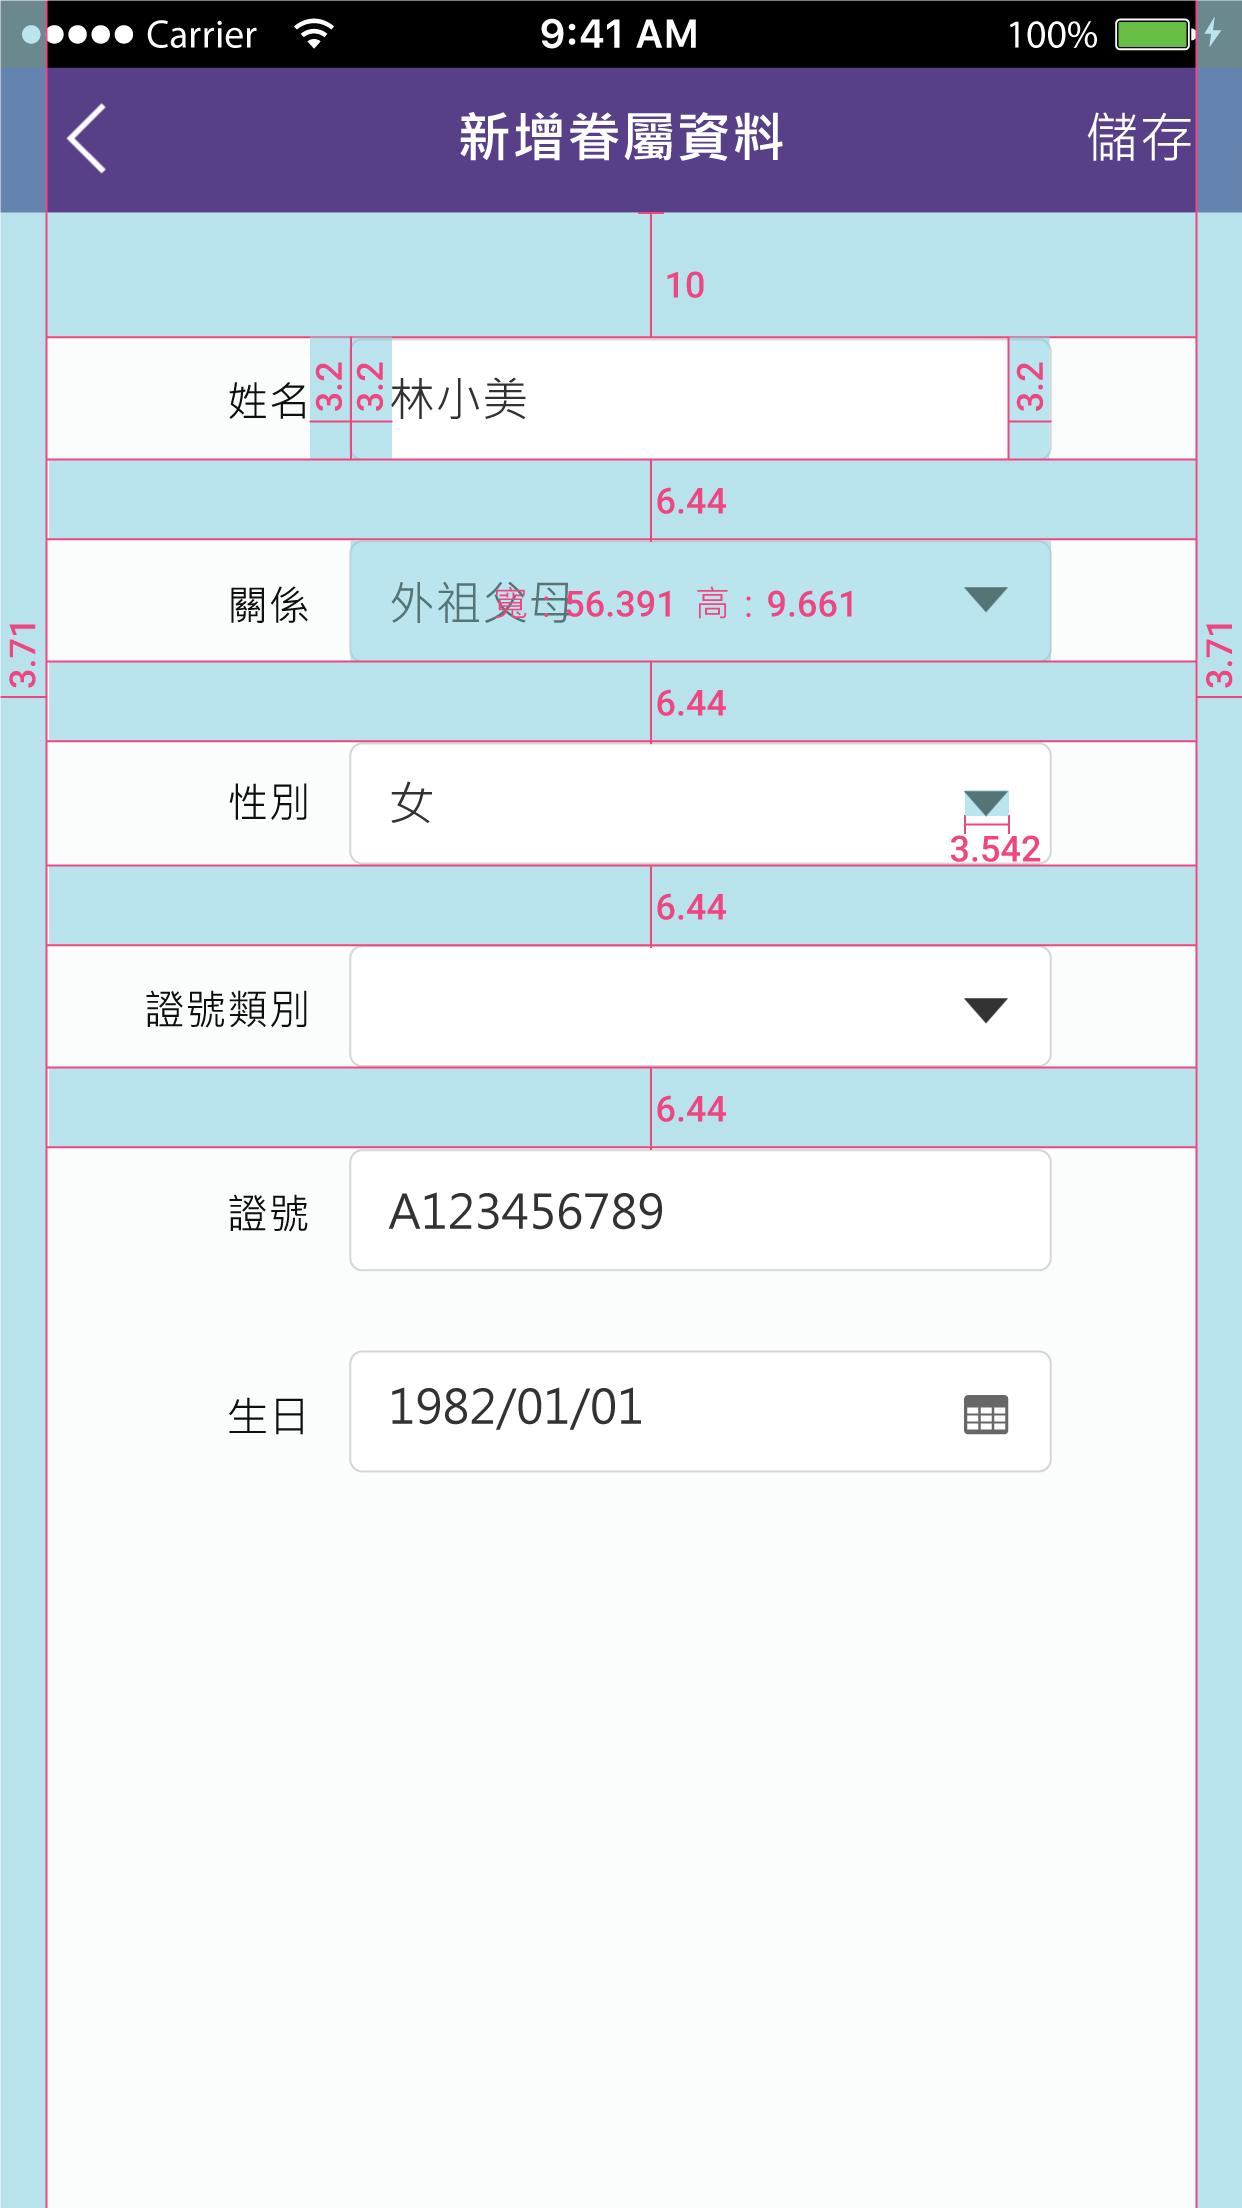 Carrier 9:41 AM 100%
新增眷屬資料 儲存
10
姓名 3.2 3.2 林小美 3.2
6.44
關係 外祖父母 寬：56.391 高：9.661
3.71 3.71
6.44
性別 女
3.542
6.44
證號類別
6.44
證號 A123456789
生日 1982/01/01